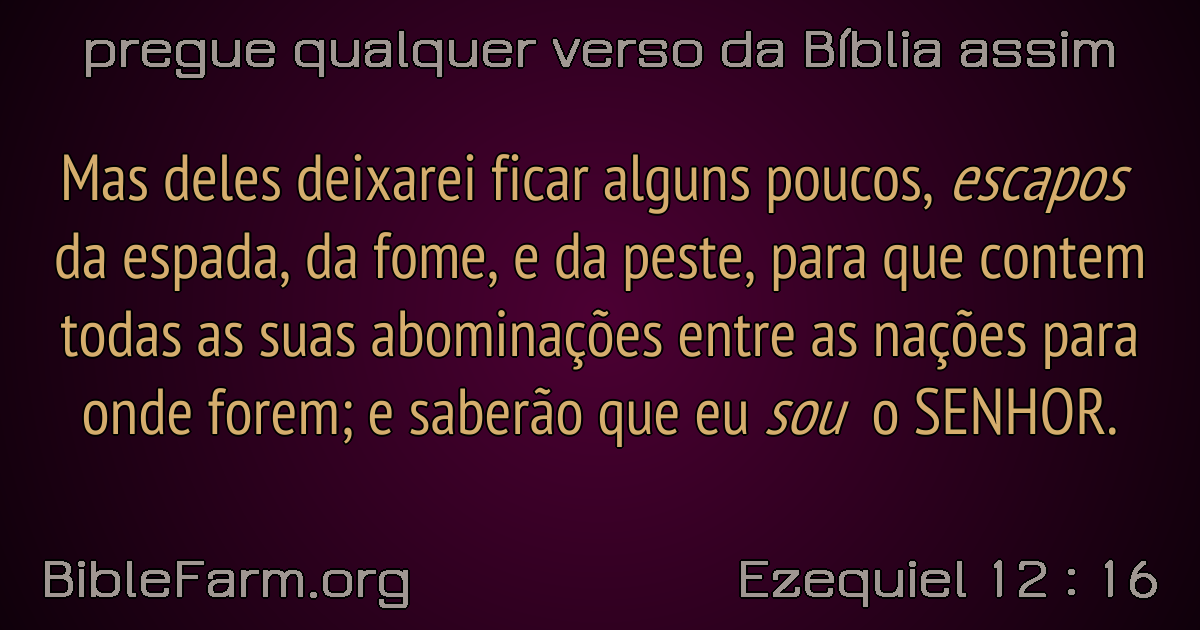 pregue qualquer verso da Bíblia assim
Mas deles deixarei ficar alguns poucos, escapos
da espada, da fome, e da peste, para que contem
todas as suas abominações entre as nações para
onde forem; e saberão que eu sou o SENHOR.
BibleFarm.org
Ezequiel 12 : 16